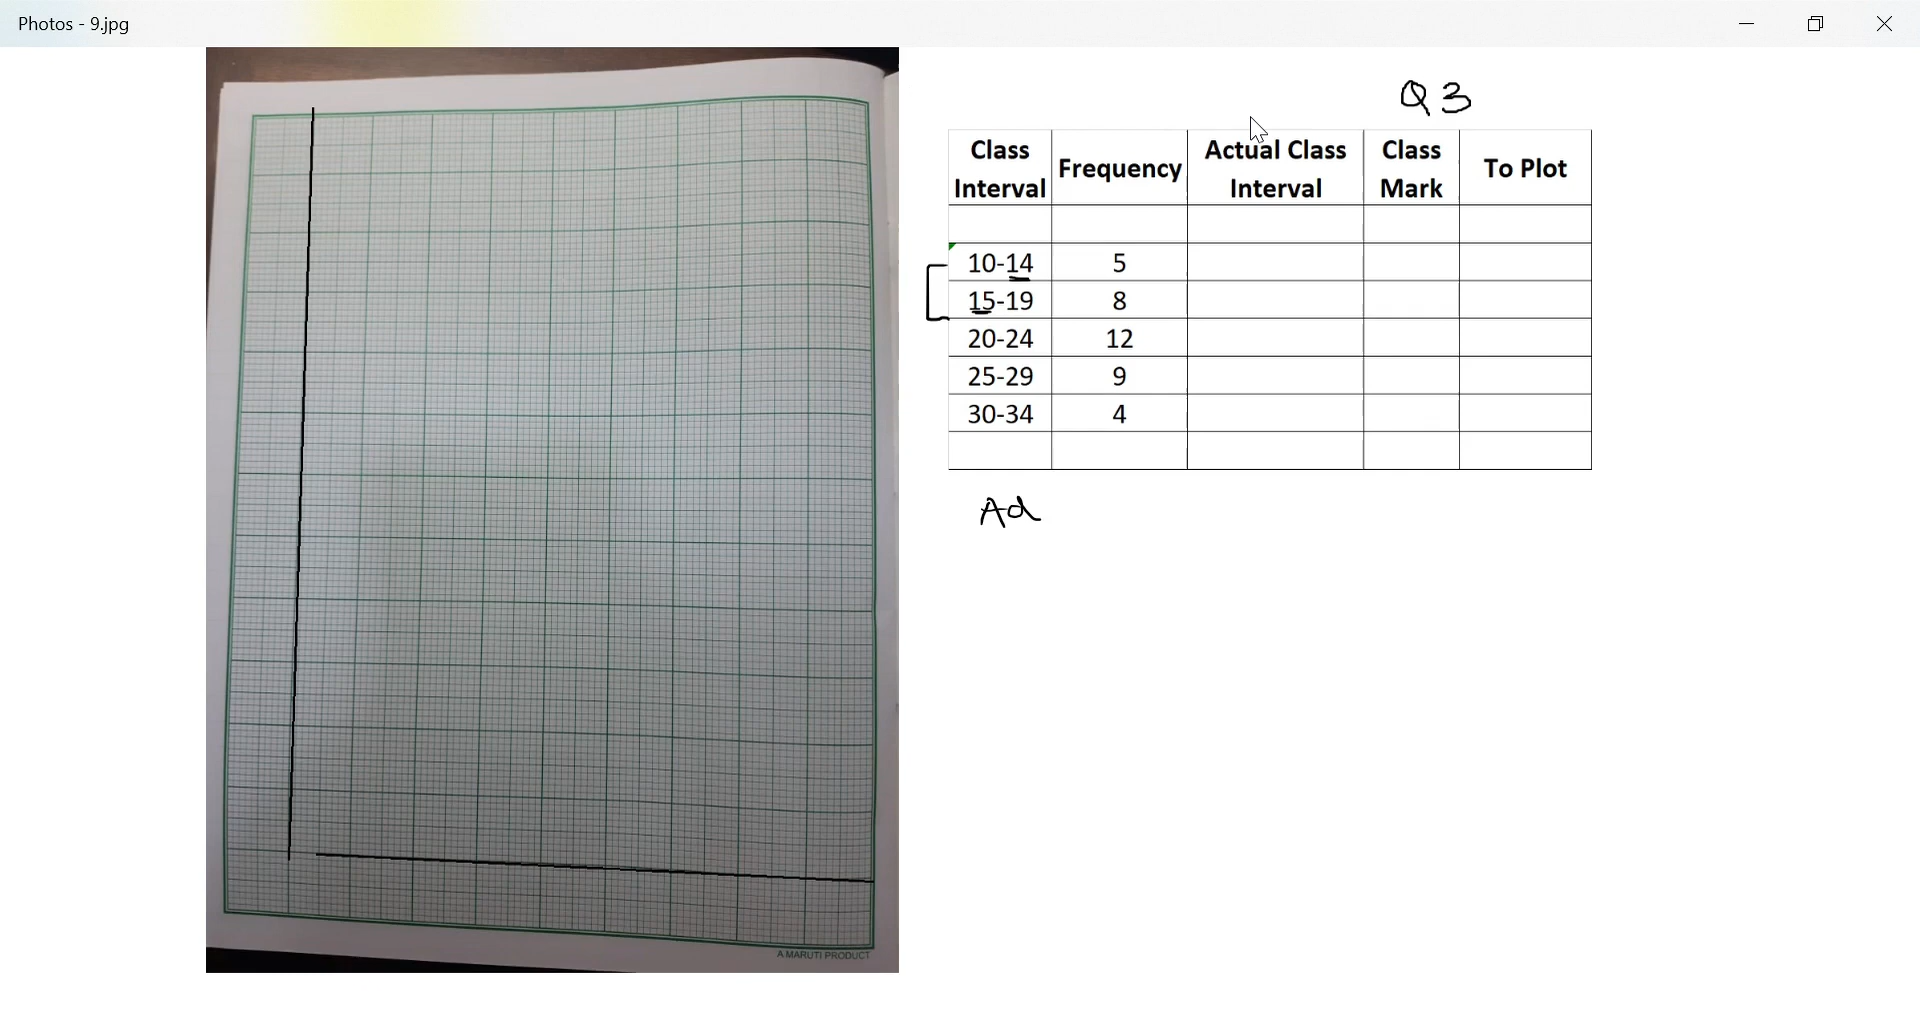 Photos - 9.jpg
Q3
Class Interval Frequency Actual Class Interval Class Mark To Plot
10-14 5
15-19 8
20-24 12
25-29 9
30-34 4
Ad
A MARUTI PRODUCT